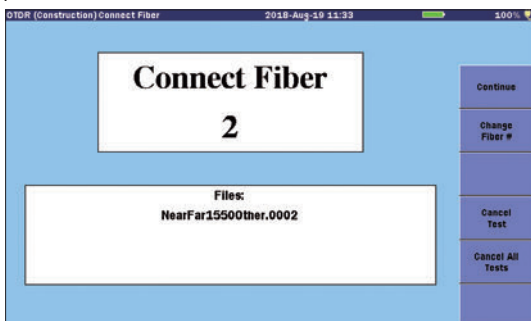 OTDR (Construction) Connect Fiber 2018-Aug-19 11:33 100%
Connect Fiber
2
Files:
NearFar1550Other.0002
Continue
Change
Fiber #
Cancel
Test
Cancel All
Tests